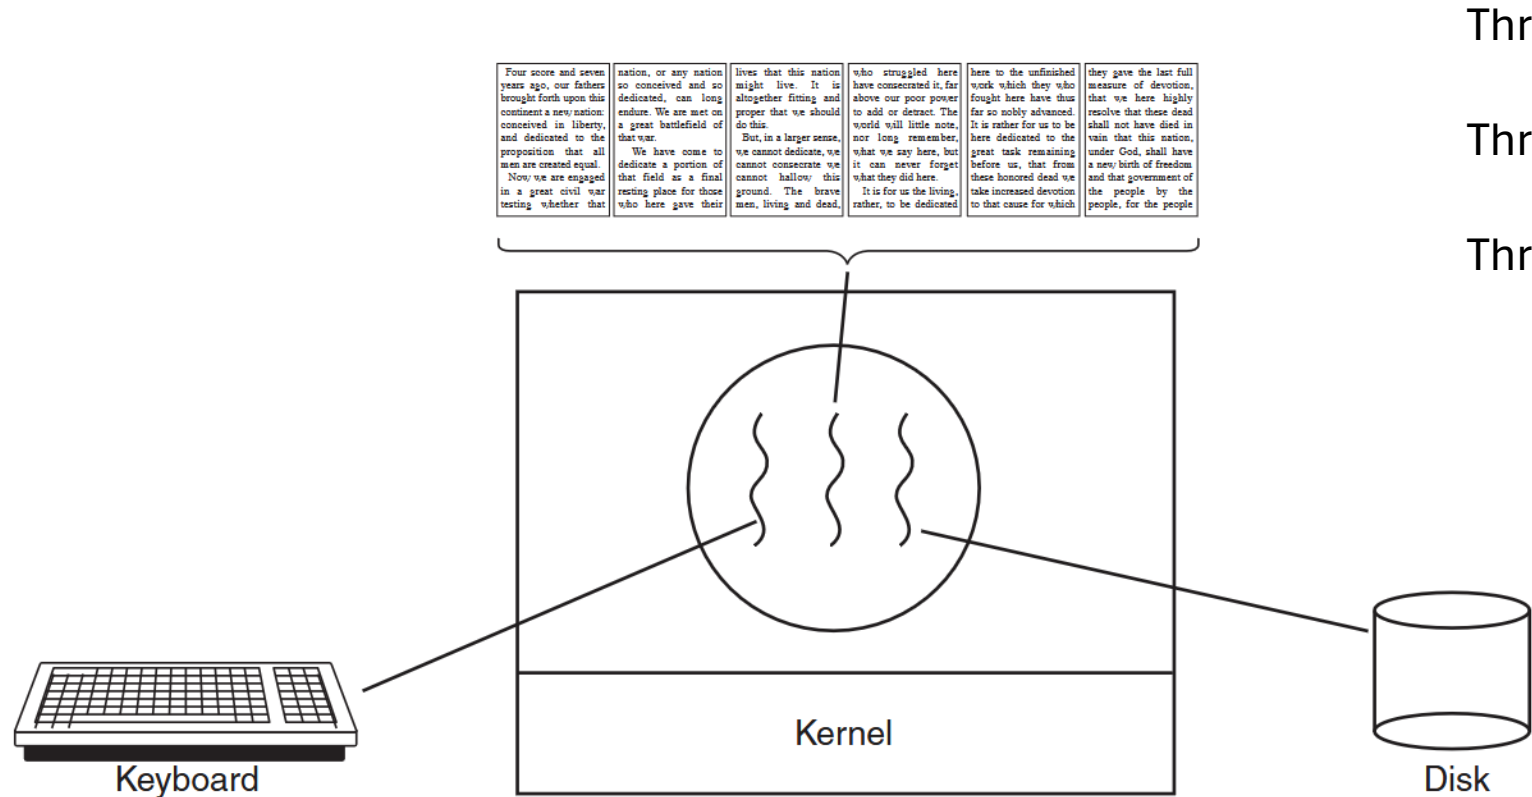 Thr
Four score and seven
years ago, our fathers
brought forth upon this
continent a new nation:
conceived in liberty,
and dedicated to the
proposition that all
men are created equal.
Now we are engaged
in a great civil war
testing whether that
nation, or any nation
so conceived and so
dedicated, can long
endure. We are met on
a great battlefield of
that war.
We have come to
dedicate a portion of
that field as a final
resting place for those
who here gave their
lives that this nation
might live. It is
altogether fitting and
proper that we should
do this.
But, in a larger sense,
we cannot dedicate, we
cannot consecrate we
cannot hallow this
ground. The brave
men, living and dead,
who struggled here
have consecrated it, far
above our poor power
to add or detract. The
world will little note,
nor long remember,
what we say here, but
it can never forget
what they did here.
It is for us the living,
rather, to be dedicated
here to the unfinished
work which they who
fought here have thus
far so nobly advanced.
It is rather for us to be
here dedicated to the
great task remaining
before us, that from
these honored dead we
take increased devotion
to that cause for which
they gave the last full
measure of devotion,
that we here highly
resolve that these dead
shall not have died in
vain that this nation,
under God, shall have
a new birth of freedom
and that government of
the people by the
people, for the people
Thr
Thr
Kernel
Keyboard
Disk